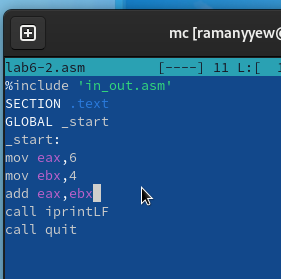 mc [ramanyyew@
lab6-2.asm [----] 11 L:[ 1
%include 'in_out.asm'
SECTION .text
GLOBAL _start
_start:
mov eax,6
mov ebx,4
add eax,ebx
call iprintLF
call quit